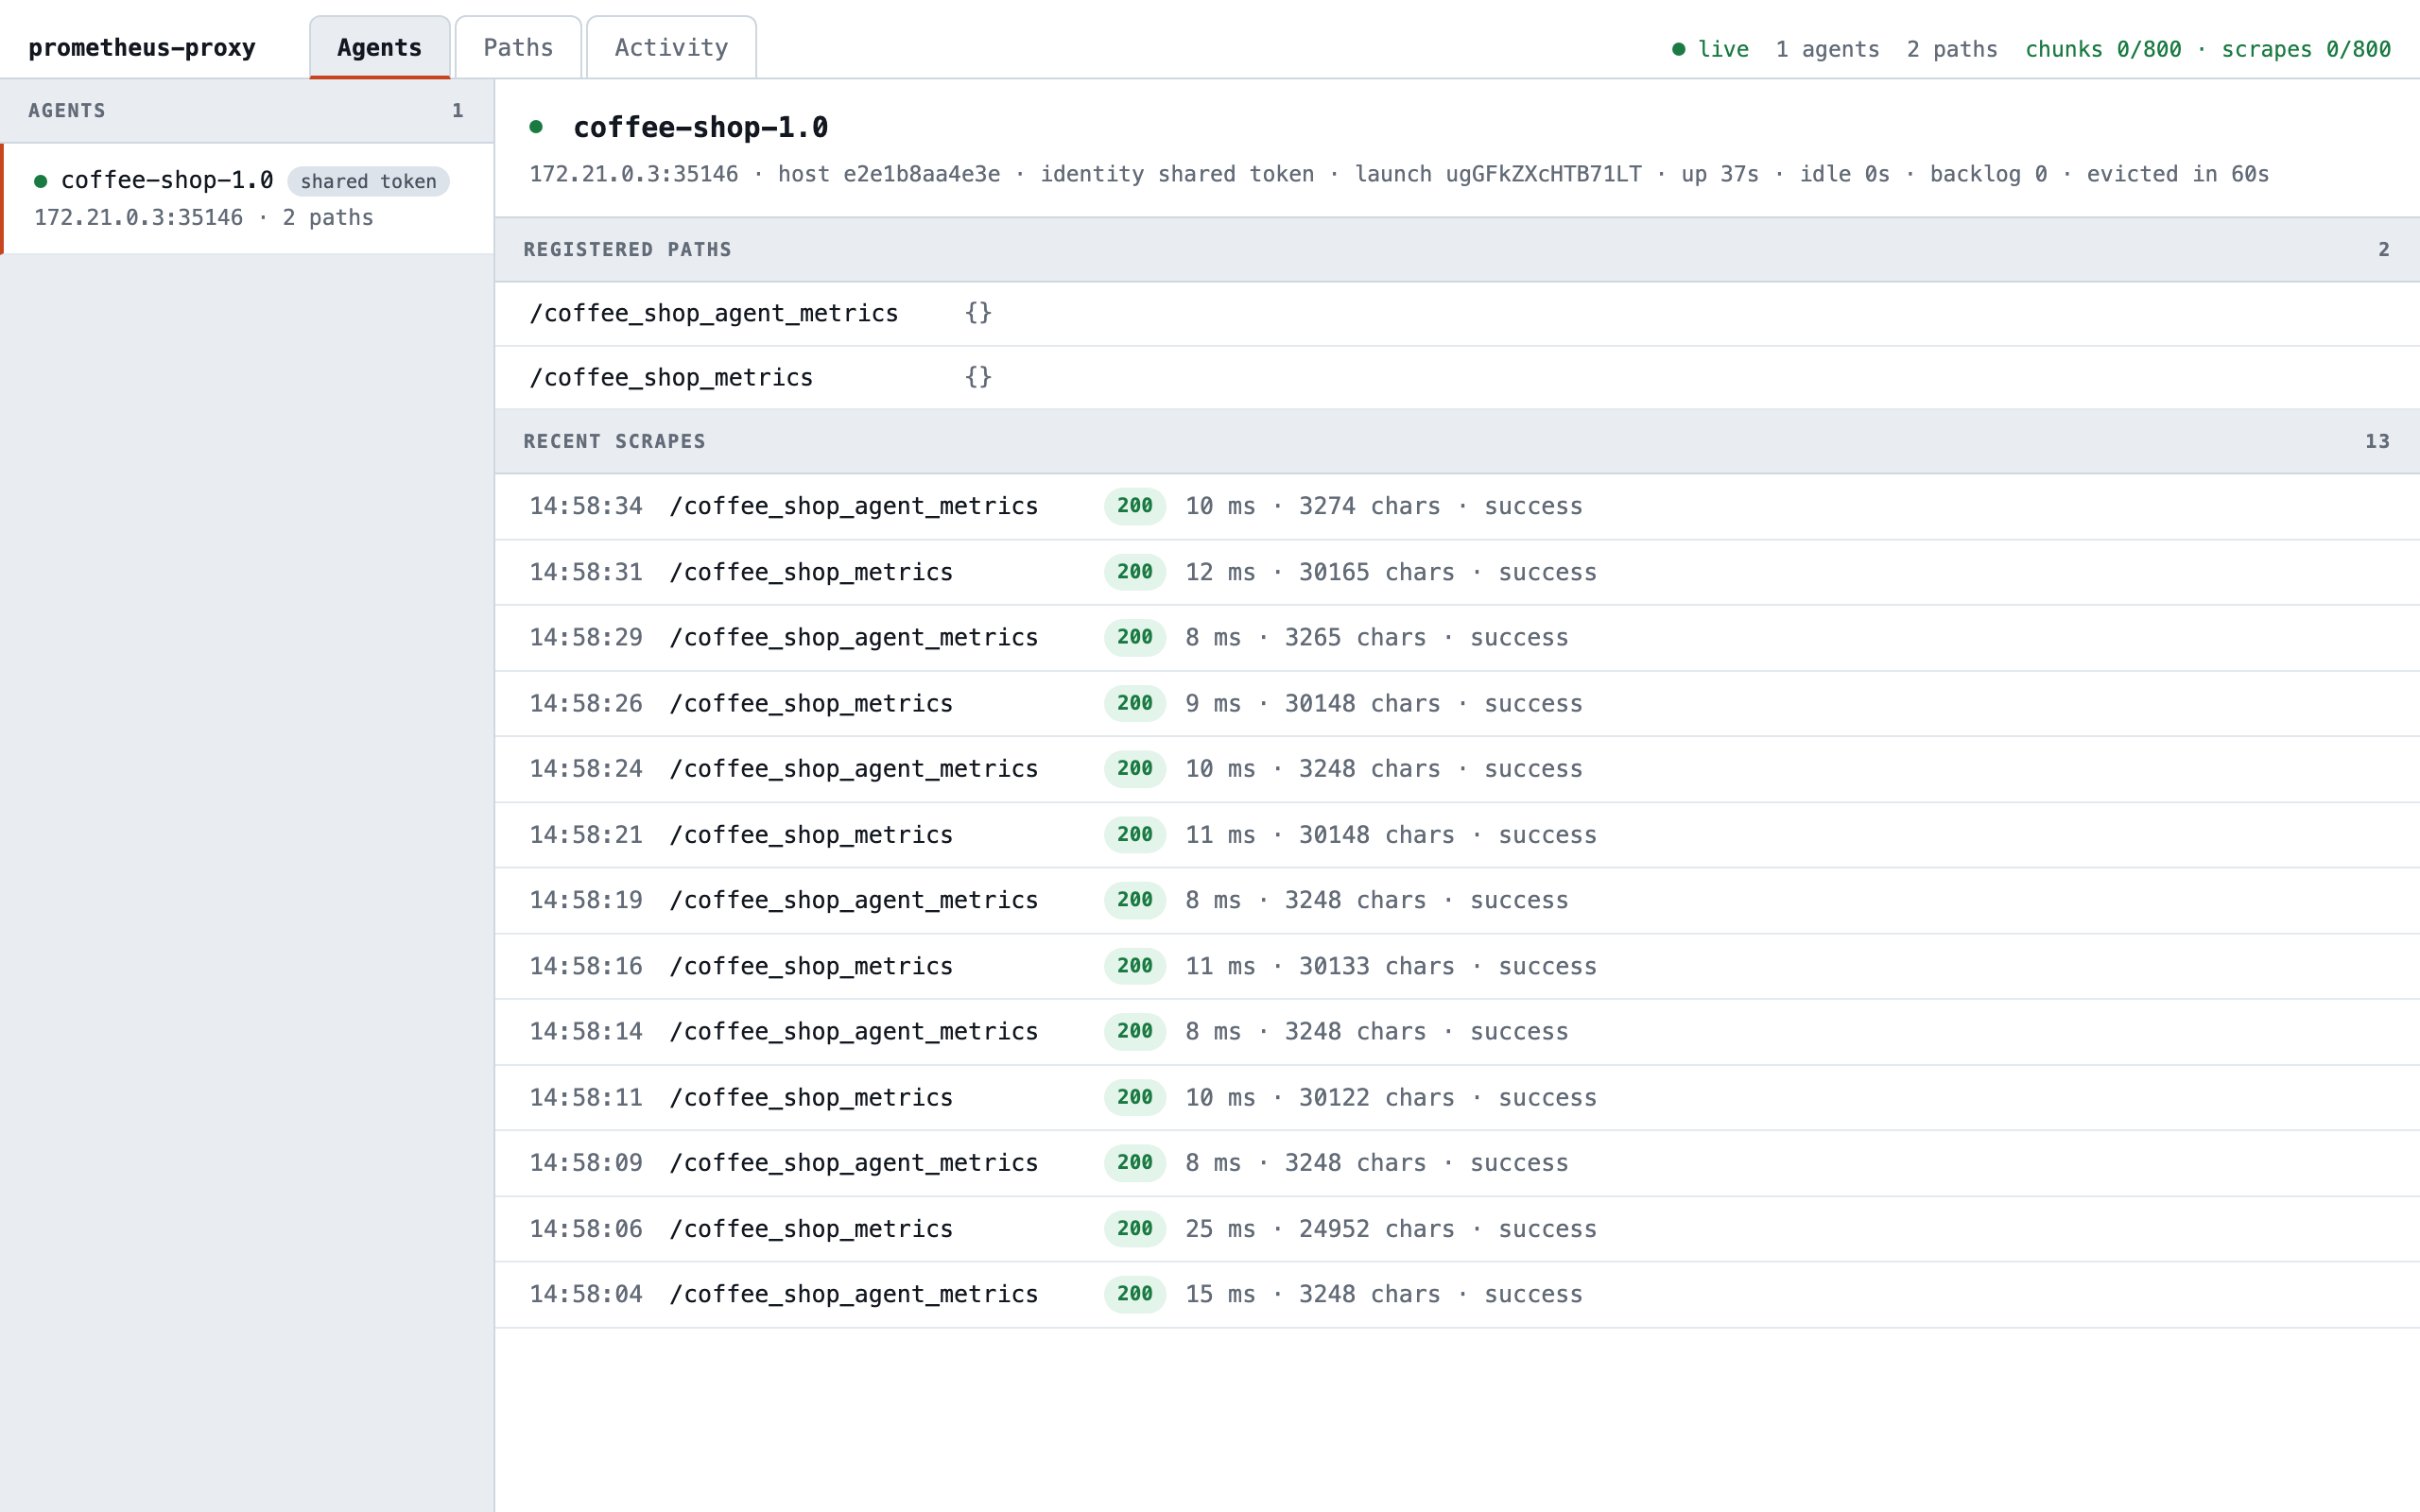 prometheus-proxy Agents Paths Activity ● live 1 agents 2 paths chunks 0/800 · scrapes 0/800
AGENTS 1
coffee-shop-1.0 shared token
172.21.0.3:35146 · 2 paths
coffee-shop-1.0
172.21.0.3:35146 · host e2e1b8aa4e3e · identity shared token · launch ugGFkZXcHTB71LT · up 37s · idle 0s · backlog 0 · evicted in 60s
REGISTERED PATHS 2
/coffee_shop_agent_metrics {}
/coffee_shop_metrics {}
RECENT SCRAPES 13
14:58:34 /coffee_shop_agent_metrics 200 10 ms · 3274 chars · success
14:58:31 /coffee_shop_metrics 200 12 ms · 30165 chars · success
14:58:29 /coffee_shop_agent_metrics 200 8 ms · 3265 chars · success
14:58:26 /coffee_shop_metrics 200 9 ms · 30148 chars · success
14:58:24 /coffee_shop_agent_metrics 200 10 ms · 3248 chars · success
14:58:21 /coffee_shop_metrics 200 11 ms · 30148 chars · success
14:58:19 /coffee_shop_agent_metrics 200 8 ms · 3248 chars · success
14:58:16 /coffee_shop_metrics 200 11 ms · 30133 chars · success
14:58:14 /coffee_shop_agent_metrics 200 8 ms · 3248 chars · success
14:58:11 /coffee_shop_metrics 200 10 ms · 30122 chars · success
14:58:09 /coffee_shop_agent_metrics 200 8 ms · 3248 chars · success
14:58:06 /coffee_shop_metrics 200 25 ms · 24952 chars · success
14:58:04 /coffee_shop_agent_metrics 200 15 ms · 3248 chars · success